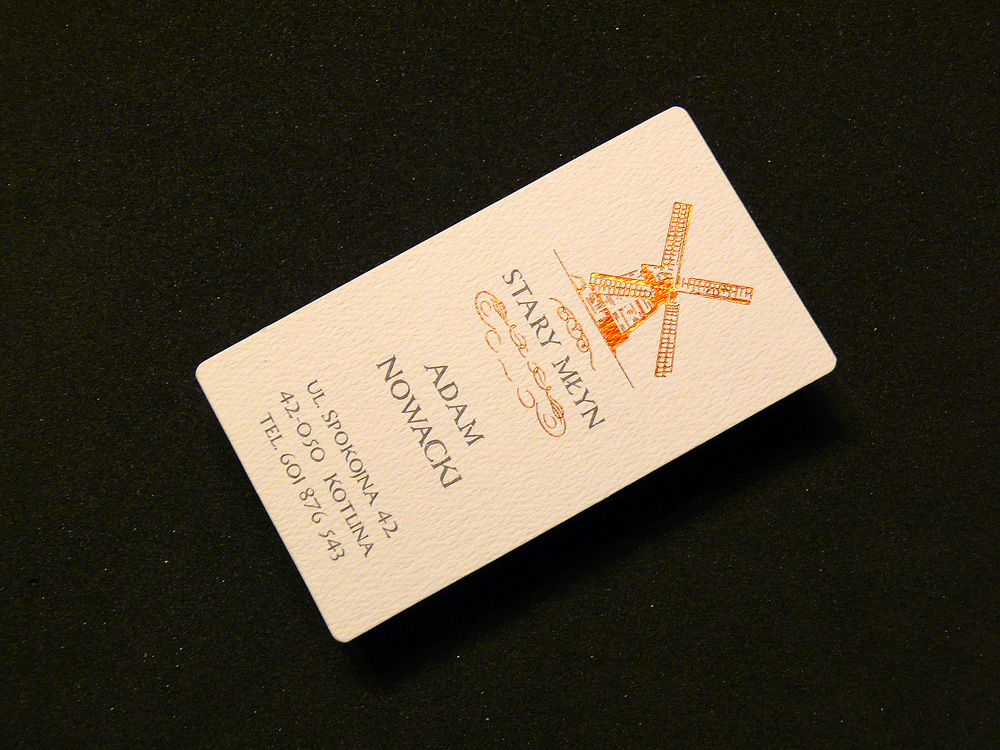 STARY MŁYN
ADAM
NOWACKI
UL. SPOKOJNA 42
42-050 KOTLINA
TEL. 601 876 543